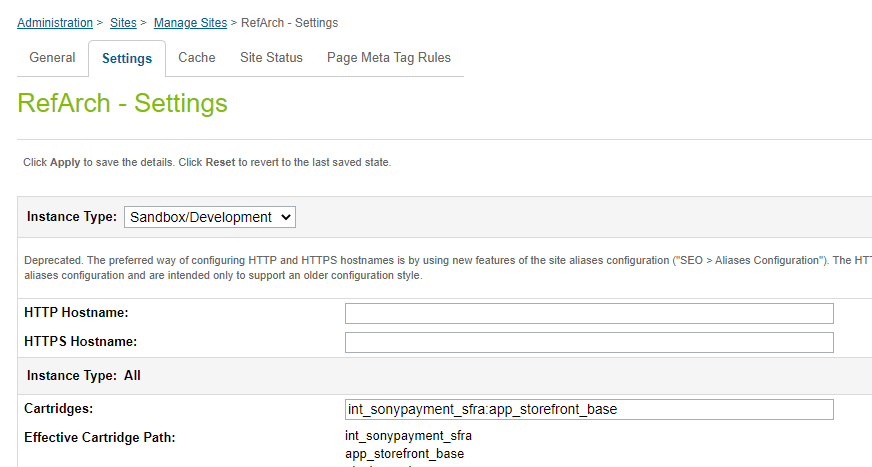 Administration > Sites > Manage Sites > RefArch - Settings
General Settings Cache Site Status Page Meta Tag Rules
RefArch - Settings
Click Apply to save the details. Click Reset to revert to the last saved state.
Instance Type: Sandbox/Development
Deprecated. The preferred way of configuring HTTP and HTTPS hostnames is by using new features of the site aliases configuration ("SEO > Aliases Configuration"). The
aliases configuration and are intended only to support an older configuration style.
HTTP Hostname:
HTTPS Hostname:
Instance Type: All
Cartridges: int_sonypayment_sfra:app_storefront_base
Effective Cartridge Path: int_sonypayment_sfra
app_storefront_base